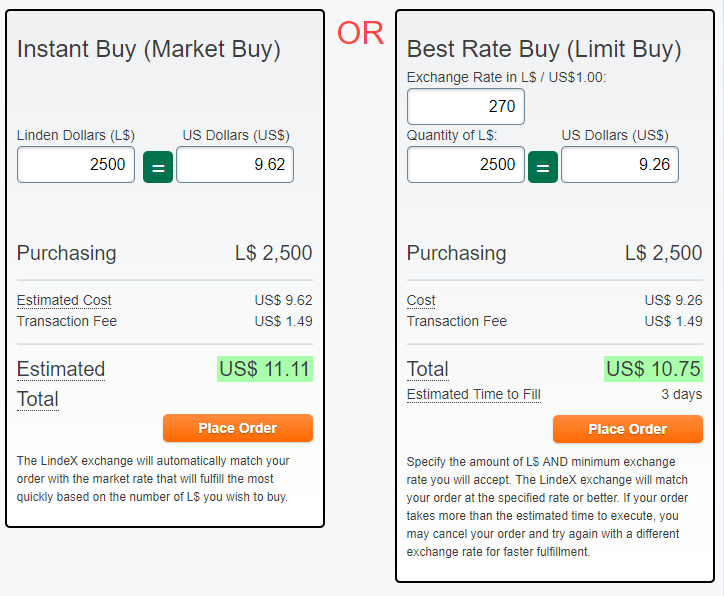 Instant Buy (Market Buy)
Linden Dollars (L$)
US Dollars (US$)
2500
=
9.62
Purchasing
L$ 2,500
Estimated Cost
US$ 9.62
Transaction Fee
US$ 1.49
Estimated
Total
US$ 11.11
Place Order
The LindeX exchange will automatically match your
order with the market rate that will fulfill the most
quickly based on the number of L$ you wish to buy.
OR
Best Rate Buy (Limit Buy)
Exchange Rate in L$ / US$1.00:
270
Quantity of L$:
US Dollars (US$)
2500
=
9.26
Purchasing
L$ 2,500
Cost
US$ 9.26
Transaction Fee
US$ 1.49
Total
US$ 10.75
Estimated Time to Fill
3 days
Place Order
Specify the amount of L$ AND minimum exchange
rate you will accept. The LindeX exchange will match
your order at the specified rate or better. If your order
takes more than the estimated time to execute, you
may cancel your order and try again with a different
exchange rate for faster fulfillment.